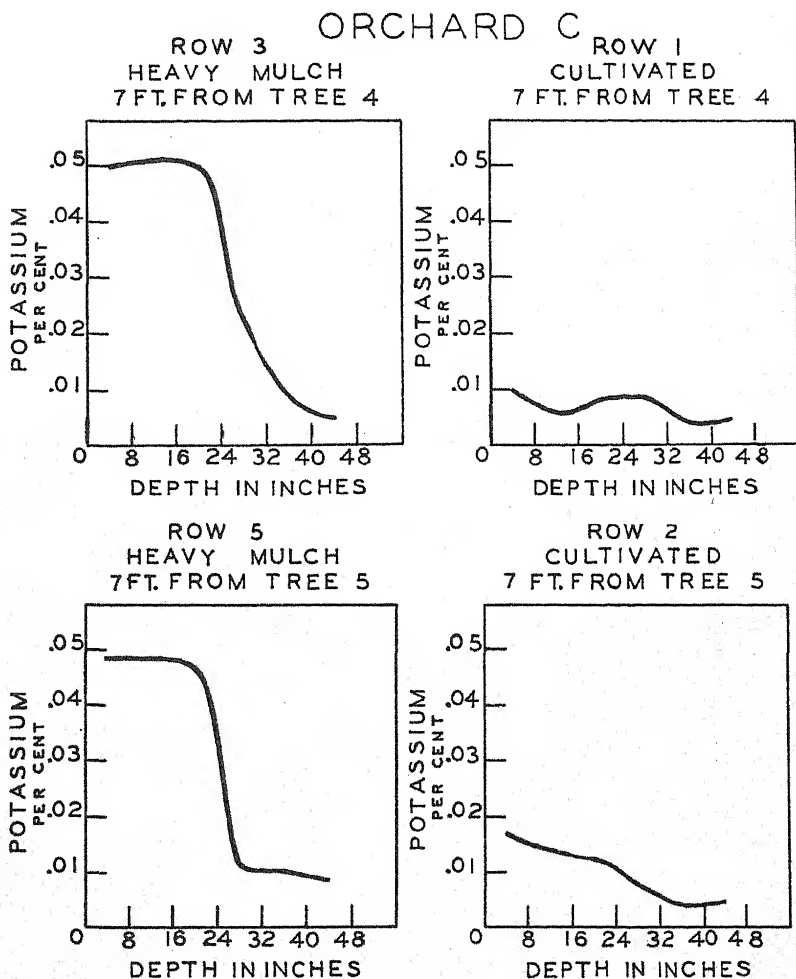 ORCHARD C
ROW 3
HEAVY MULCH
7 FT. FROM TREE 4
.05
.04
.03
.02
.01
0
8 16 24 32 40 48
POTASSIUM
PER CENT
DEPTH IN INCHES
ROW 1
CULTIVATED
7 FT. FROM TREE 4
.05
.04
.03
.02
.01
0
8 16 24 32 40 48
POTASSIUM
PER CENT
DEPTH IN INCHES
ROW 5
HEAVY MULCH
7 FT. FROM TREE 5
.05
.04
.03
.02
.01
0
8 16 24 32 40 48
POTASSIUM
PER CENT
DEPTH IN INCHES
ROW 2
CULTIVATED
7 FT. FROM TREE 5
.05
.04
.03
.02
.01
0
8 16 24 32 40 48
POTASSIUM
PER CENT
DEPTH IN INCHES